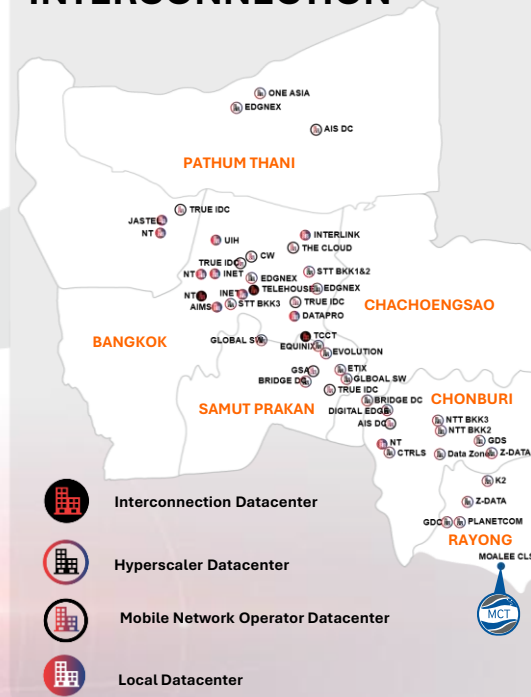 INTERCONNECTION
ONE ASIA
EDGNEX
AIS DC
PATHUM THANI
TRUE IDC
JASTEL
NT
UIH
INTERLINK
THE CLOUD
CW
TRUE IDC
NT
INET
EDGNEX
STT BKK1&2
TELEHOUSE
EDGNEX
INET
NT
AIMS
STT BKK3
TRUE IDC
DATAPRO
CHACHOENGSAO
BANGKOK
GLOBAL SW
TCCT
EQUINIX
EVOLUTION
GSA
ETIX
BRIDGE DC
GLBOAL SW
TRUE IDC
SAMUT PRAKAN
CHONBURI
BRIDGE DC
DIGITAL EDGE
AIS DC
NTT BKK3
NTT BKK2
NT
GDS
CTRLS
Data Zone
Z-DATA
K2
Z-DATA
GDC
PLANETCOM
RAYONG
MOALEE CLS
MCT
Interconnection Datacenter
Hyperscaler Datacenter
Mobile Network Operator Datacenter
Local Datacenter